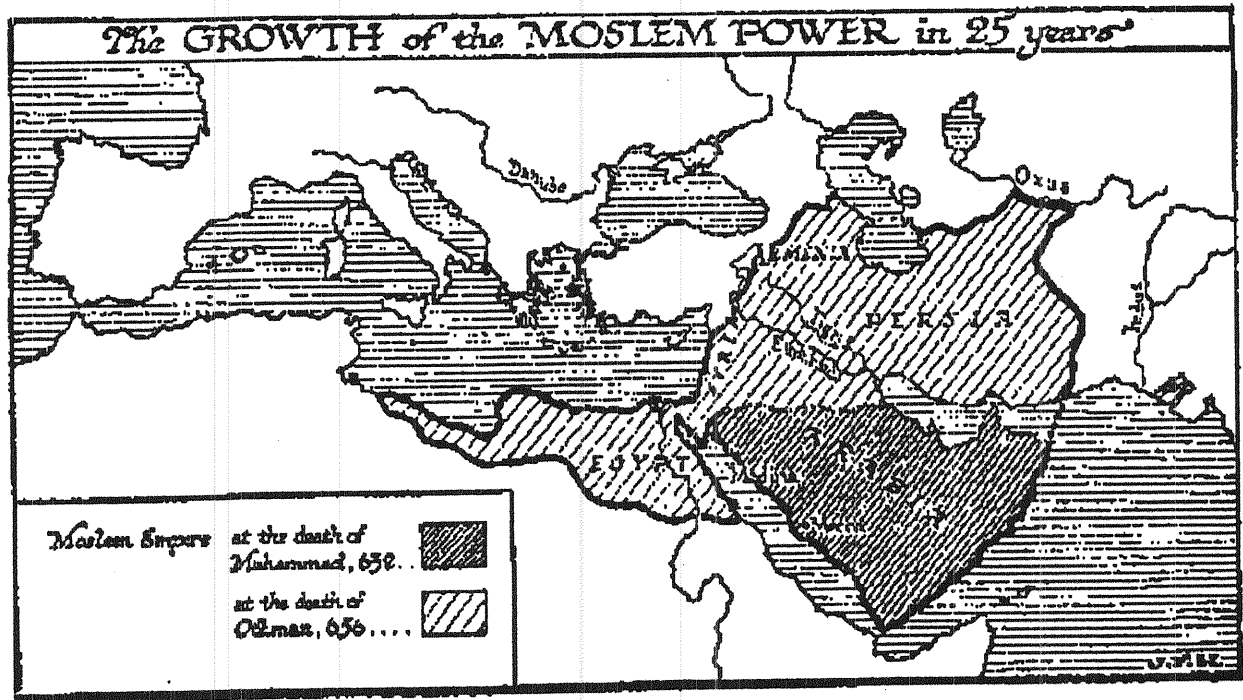 The GROWTH of the MOSLEM POWER in 25 years
Danube
Oxus
Indus
PERSIA
SYRIA
EGYPT
Moslem Empire
at the death of
Muhammad, 632..
at the death of
Othman, 656....